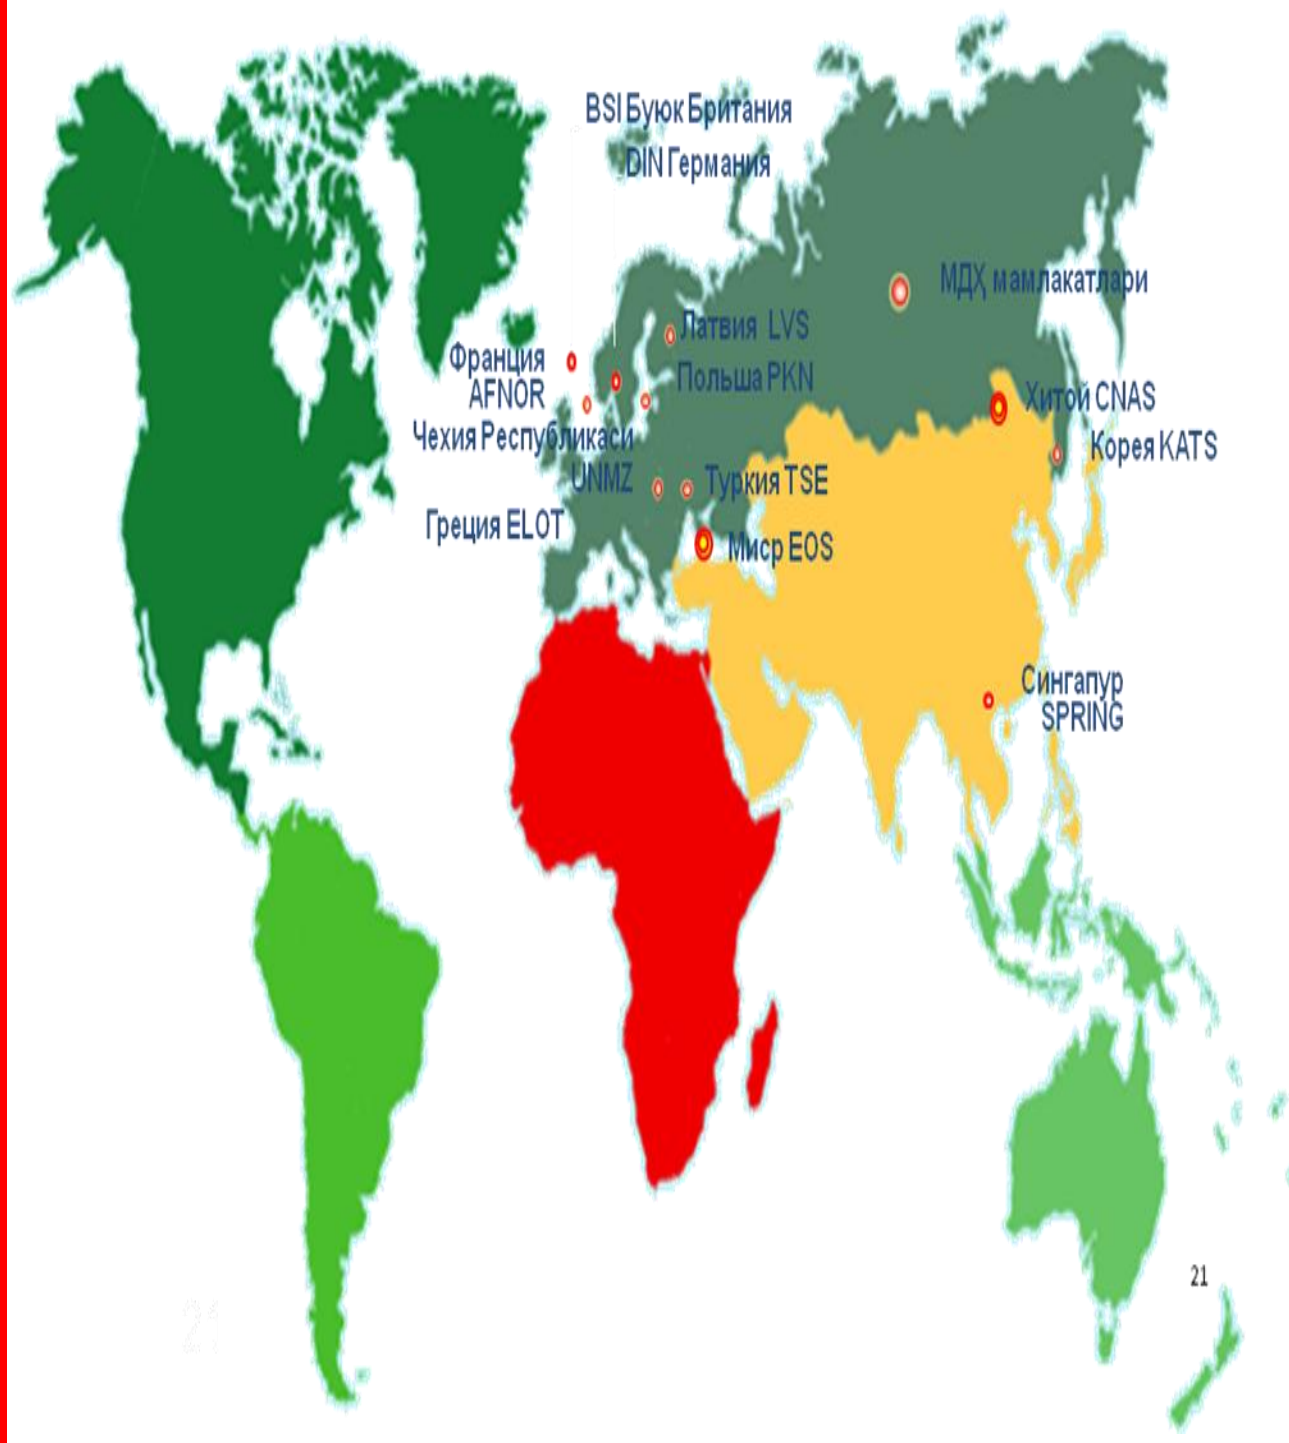 BSI Буюк Британия
DIN Германия
МДҲ мамлакатлари
Латвия LVS
Франция
AFNOR
Польша PKN
Хитой CNAS
Чехия Республикаси
UNMZ
Корея KATS
Туркия TSE
Греция ELOT
Миср EOS
Сингапур
SPRING
21
21